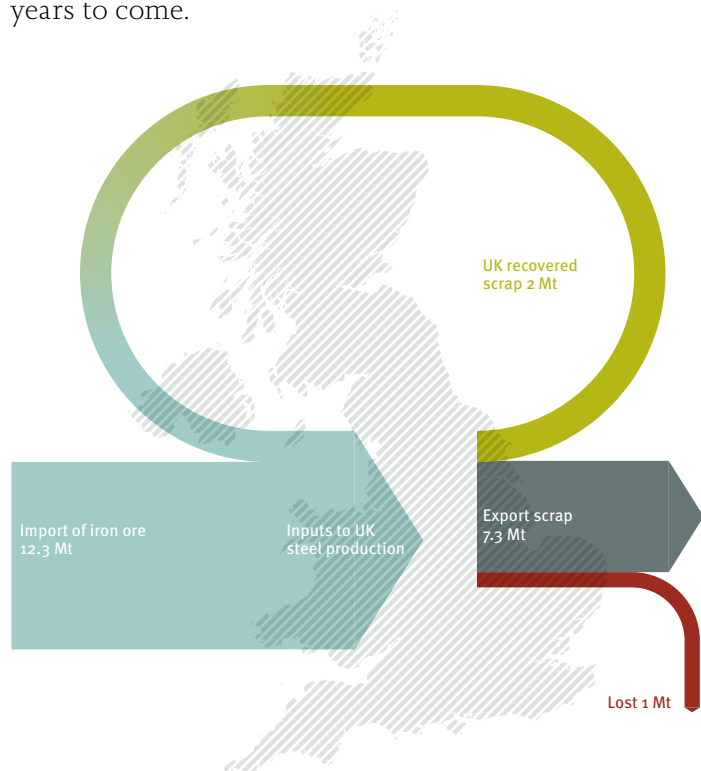 years to come.
UK recovered
scrap 2 Mt
Import of iron ore
12.3 Mt
Inputs to UK
steel production
Export scrap
7.3 Mt
Lost 1 Mt